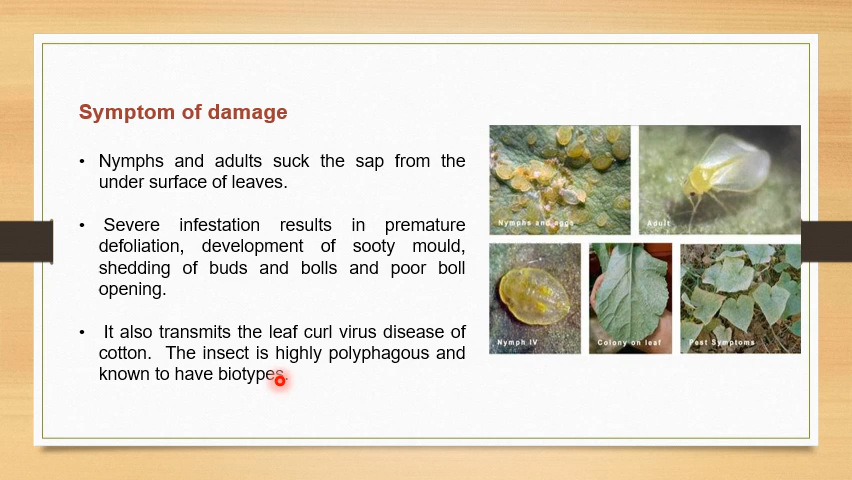 Symptom of damage
• Nymphs and adults suck the sap from the
under surface of leaves.
• Severe infestation results in premature
defoliation, development of sooty mould,
shedding of buds and bolls and poor boll
opening.
• It also transmits the leaf curl virus disease of
cotton. The insect is highly polyphagous and
known to have biotypes.
Nymphs and eggs
Adult
Nymph IV
Colony on leaf
Pest Symptoms